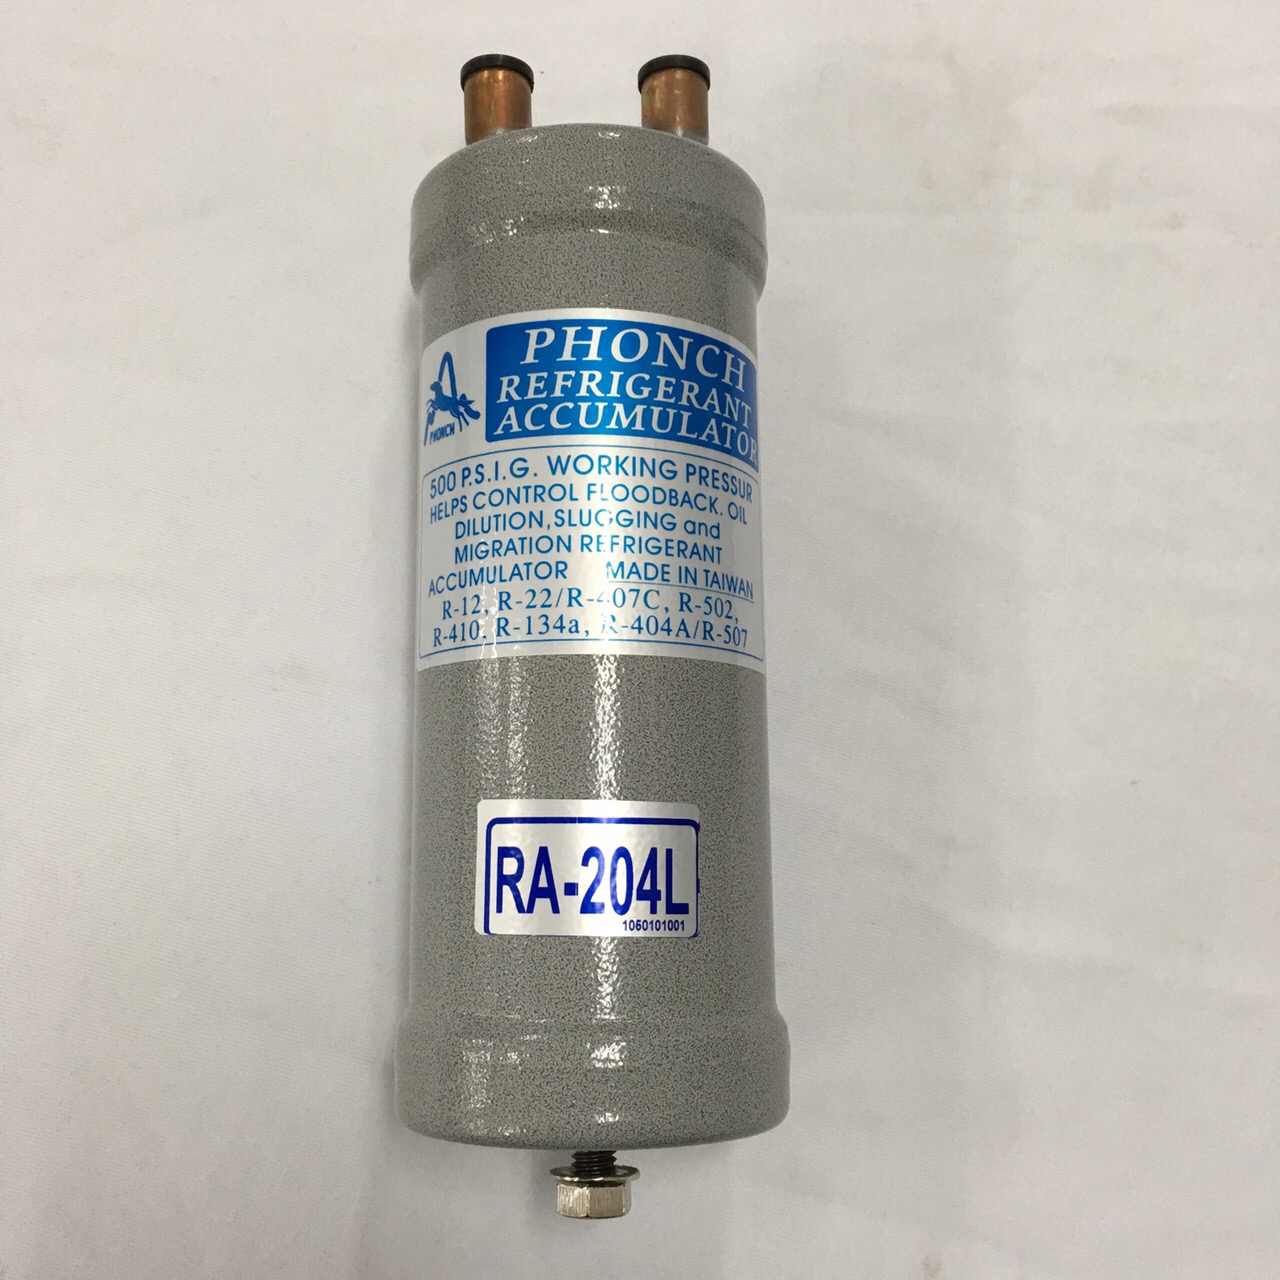 PHONCH
REFRIGERANT
ACCUMULATOR
PHONCH
500 P.S.I.G. WORKING PRESSUR
HELPS CONTROL FLOODBACK. OIL
DILUTION, SLUGGING and
MIGRATION REFRIGERANT
ACCUMULATOR MADE IN TAIWAN
R-12, R-22/R-407C, R-502,
R-410, R-134a, R-404A/R-507
RA-204L
1050101001